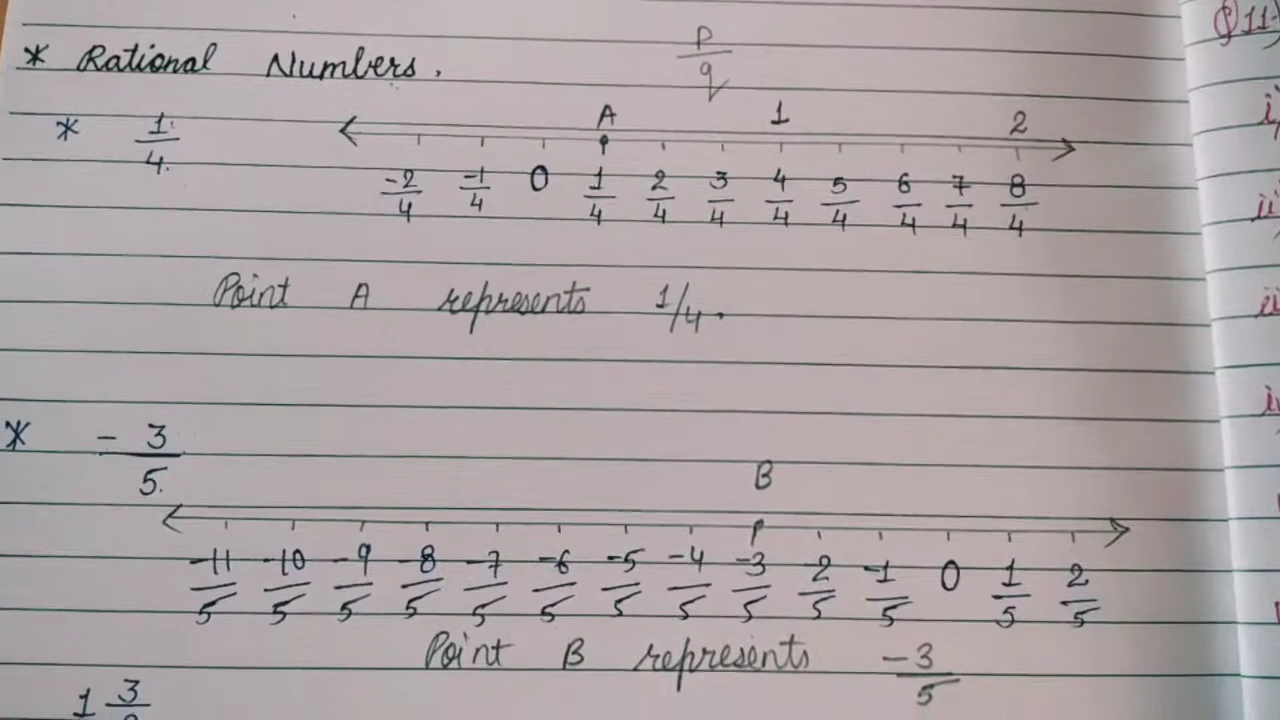 * Rational Numbers. p/q
* 1/4.
A 1 2
-2/4 -1/4 0 1/4 2/4 3/4 4/4 5/4 6/4 7/4 8/4
Point A represents 1/4.
* -3/5.
B
-11/5 -10/5 -9/5 -8/5 -7/5 -6/5 -5/5 -4/5 -3/5 -2/5 -1/5 0 1/5 2/5
Point B represents -3/5
1 3
Q11)
i)